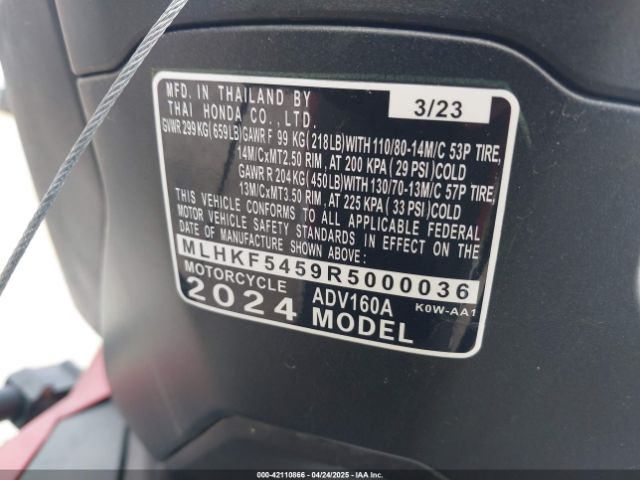 MFD. IN THAILAND BY 3/23
THAI HONDA CO.,LTD.
GVWR 299 KG(659LB)GAWR F 99 KG(218LB)WITH 110/80-14M/C 53P TIRE,
14M/CxMT2.50 RIM, AT 200 KPA(29 PSI)COLD
GAWR R 204KG(450LB)WITH 130/70-13M/C 57P TIRE,
13M/CxMT3.50 RIM, AT 225 KPA(33 PSI)COLD
THIS VEHICLE CONFORMS TO ALL APPLICABLE FEDERAL
MOTOR VEHICLE SAFETY STANDARDS IN EFFECT ON THE
DATE OF MANUFACTURE SHOWN ABOVE:
MLHKF5459R5000036
MOTORCYCLE ADV160A K0W-AA1
2024 MODEL
000-42110866 - 04/24/2025 - IAAI.COM